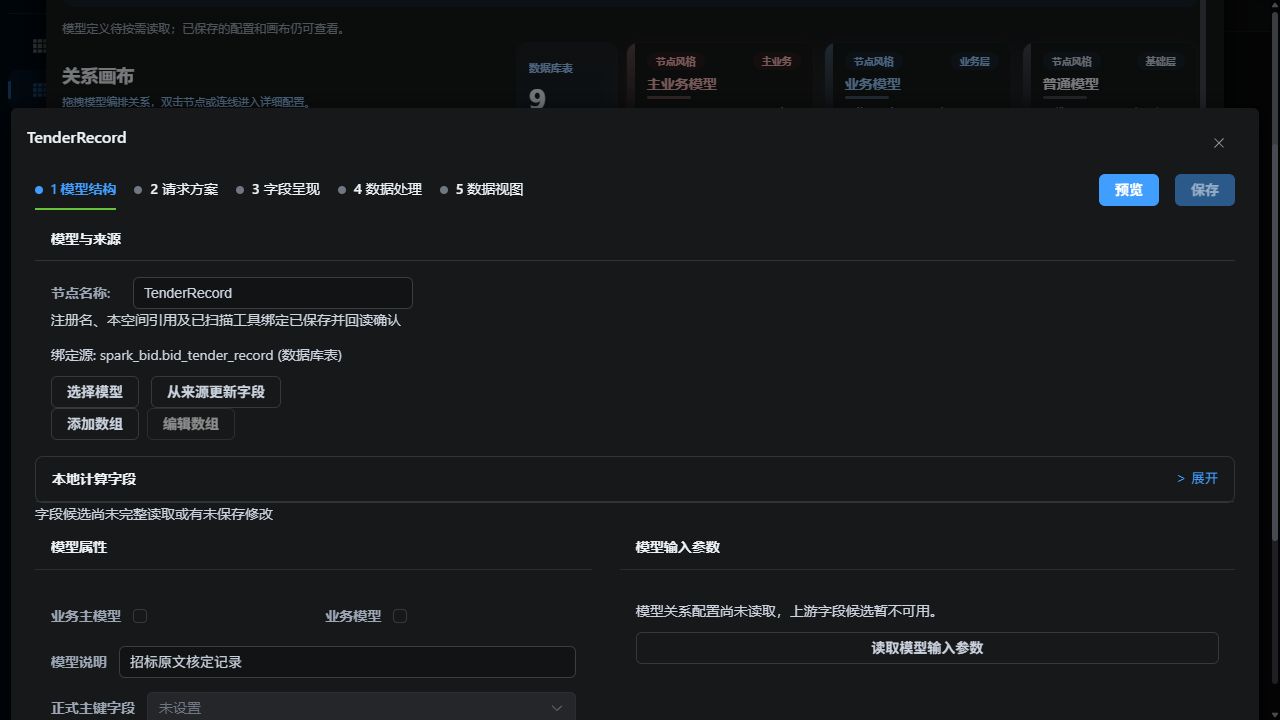 模型定义待按需读取；已保存的配置和画布仍可查看。
关系画布
拖拽模型编排关系，双击节点或连线进入详细配置。
数据库表
9
节点风格 主业务
主业务模型
节点风格 业务层
业务模型
节点风格 基础层
普通模型
TenderRecord
1 模型结构 2 请求方案 3 字段呈现 4 数据处理 5 数据视图
预览 保存
模型与来源
节点名称: TenderRecord
注册名、本空间引用及已扫描工具绑定已保存并回读确认
绑定源: spark_bid.bid_tender_record (数据库表)
选择模型 从来源更新字段
添加数组 编辑数组
本地计算字段 > 展开
字段候选尚未完整读取或有未保存修改
模型属性
业务主模型 业务模型
模型说明 招标原文核定记录
正式主键字段 未设置
模型输入参数
模型关系配置尚未读取，上游字段候选暂不可用。
读取模型输入参数